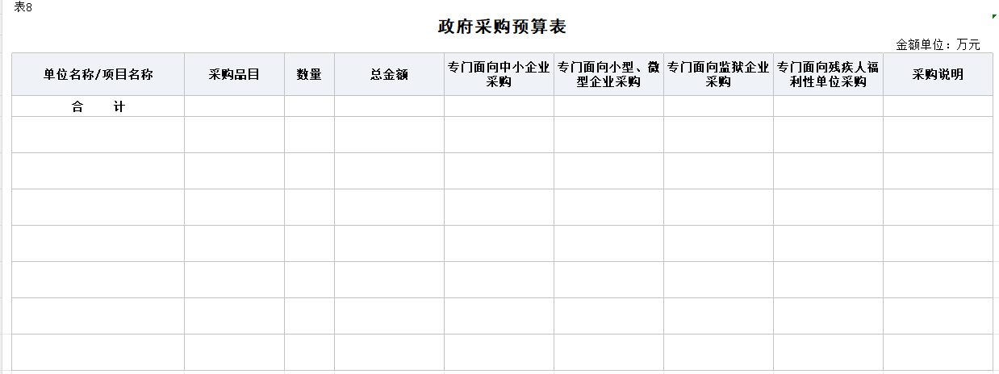 表8
政府采购预算表
金额单位：万元
单位名称/项目名称
采购品目
数量
总金额
专门面向中小企业
采购
专门面向小型、微
型企业采购
专门面向监狱企业
采购
专门面向残疾人福
利性单位采购
采购说明
合 计